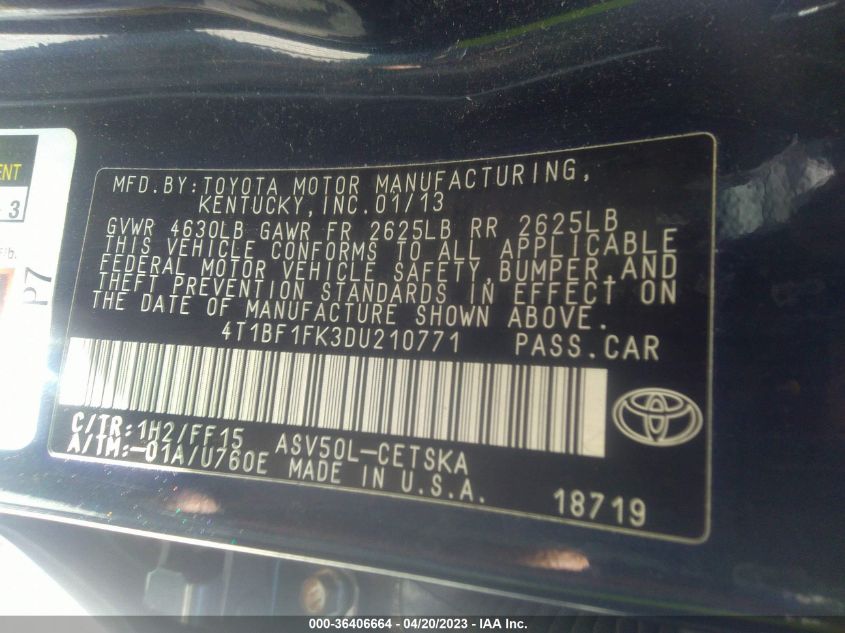 ENT
3
P7
MFD.BY:TOYOTA MOTOR MANUFACTURING,
KENTUCKY,INC.01/13
GVWR 4630LB GAWR FR 2625LB RR 2625LB
THIS VEHICLE CONFORMS TO ALL APPLICABLE
FEDERAL MOTOR VEHICLE SAFETY,BUMPER,AND
THEFT PREVENTION STANDARDS IN EFFECT ON
THE DATE OF MANUFACTURE SHOWN ABOVE.
4T1BF1FK3DU210771 PASS.CAR
C/TR:1H2/FF15 ASV50L-CETSKA
A/TM:-01A/U760E MADE IN U.S.A.
18719
000-36406664 - 04/20/2023 - IAA Inc.